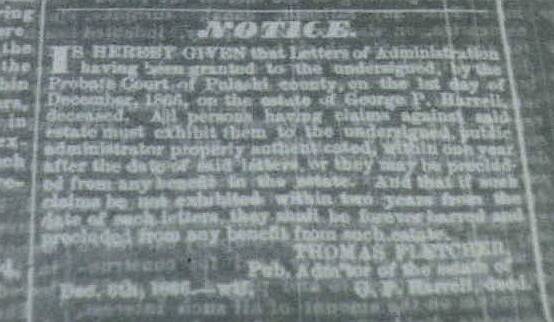 NOTICE.
IS HEREBY GIVEN that Letters of Administration
having been granted to the undersigned, by the
Probate Court of Pulaski county, on the 1st day of
December, 1866, on the estate of George P. Harrell,
deceased. All persons having claims against said
estate must exhibit them to the undersigned, public
administrator properly authenticated, within one year
after the date of said letters, or they may be preclud-
ed from any benefit in the estate. And that if such
claims be not exhibited within two years from the
date of such letters, they shall be forever barred and
precluded from any benefit from such estate.
THOMAS FLETCHER,
Pub. Adm'tor of the estate of
Dec. 8th, 1866. G. P. Harrell, decd.